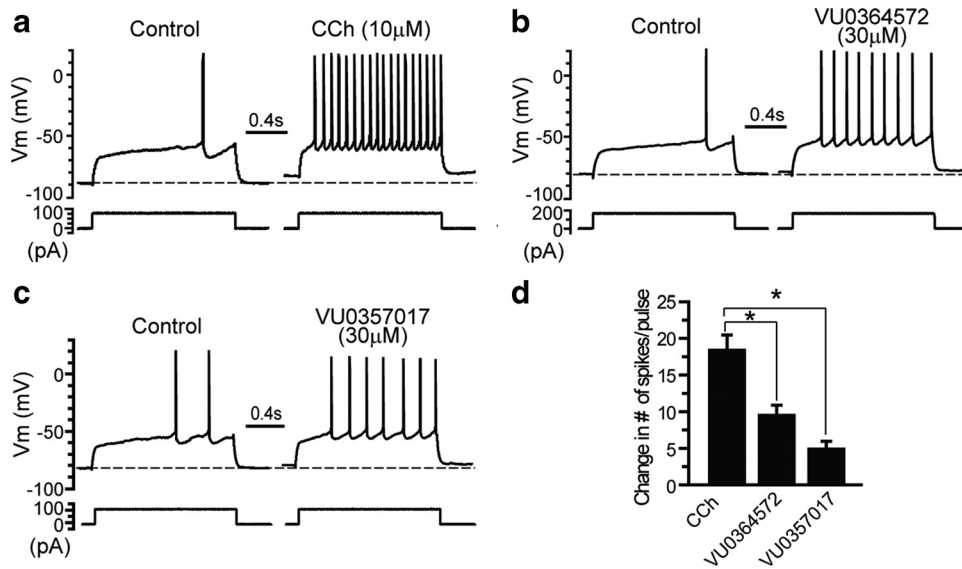 a
Control
CCh (10µM)
Vm (mV)
0
-50
-100
0.4s
100
0
(pA)
b
Control
VU0364572
(30µM)
Vm (mV)
0
-50
-100
0.4s
200
0
(pA)
c
Control
VU0357017
(30µM)
Vm (mV)
0
-50
-100
0.4s
100
0
(pA)
d
Change in # of spikes/pulse
25
20
15
10
5
0
*
*
CCh
VU0364572
VU0357017